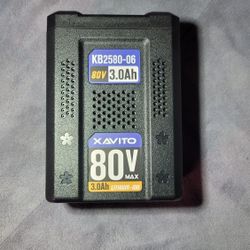 KB2580-06
80V 3.0Ah
XAVITO
80V
MAX
3.0Ah LITHIUM-ION